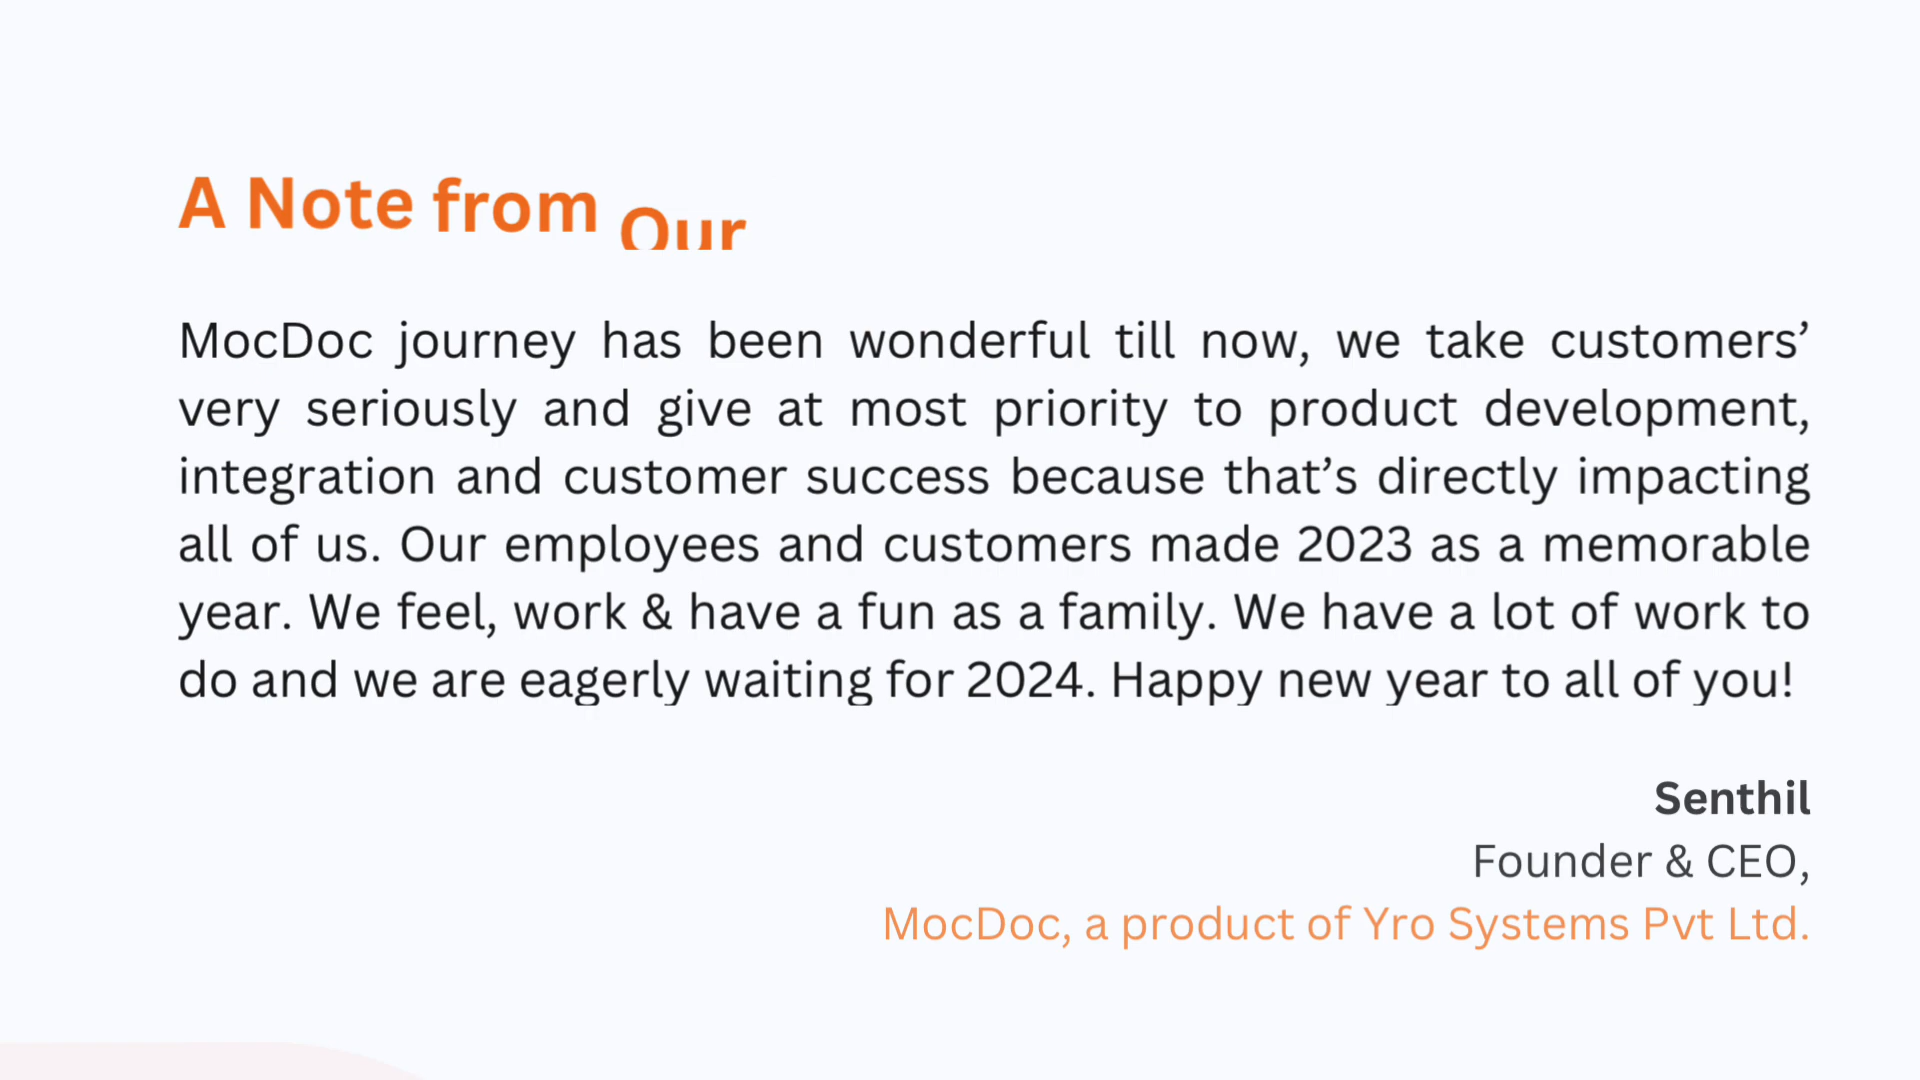 A Note from Our
MocDoc journey has been wonderful till now, we take customers’
very seriously and give at most priority to product development,
integration and customer success because that’s directly impacting
all of us. Our employees and customers made 2023 as a memorable
year. We feel, work & have a fun as a family. We have a lot of work to
do and we are eagerly waiting for 2024. Happy new year to all of you!
Senthil
Founder & CEO,
MocDoc, a product of Yro Systems Pvt Ltd.